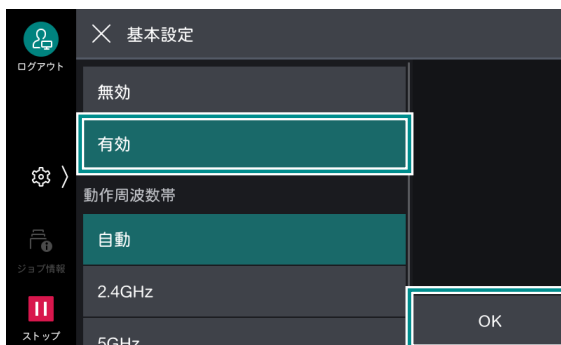 基本設定
ログアウト
無効
有効
動作周波数帯
自動
ジョブ情報
2.4GHz
ストップ
5GHz
OK